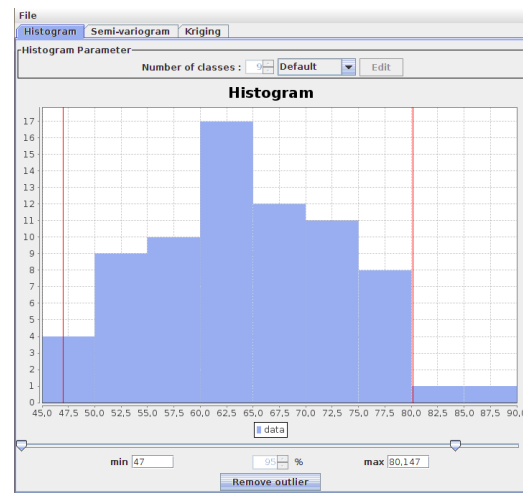 File
Histogram Semi-variogram Kriging
Histogram Parameter
Number of classes : 9 Default Edit
Histogram
17
16
15
14
13
12
11
10
9
8
7
6
5
4
3
2
1
0
45,0 47,5 50,0 52,5 55,0 57,5 60,0 62,5 65,0 67,5 70,0 72,5 75,0 77,5 80,0 82,5 85,0 87,5 90,
data
min 47 95 % max 80,147
Remove outlier